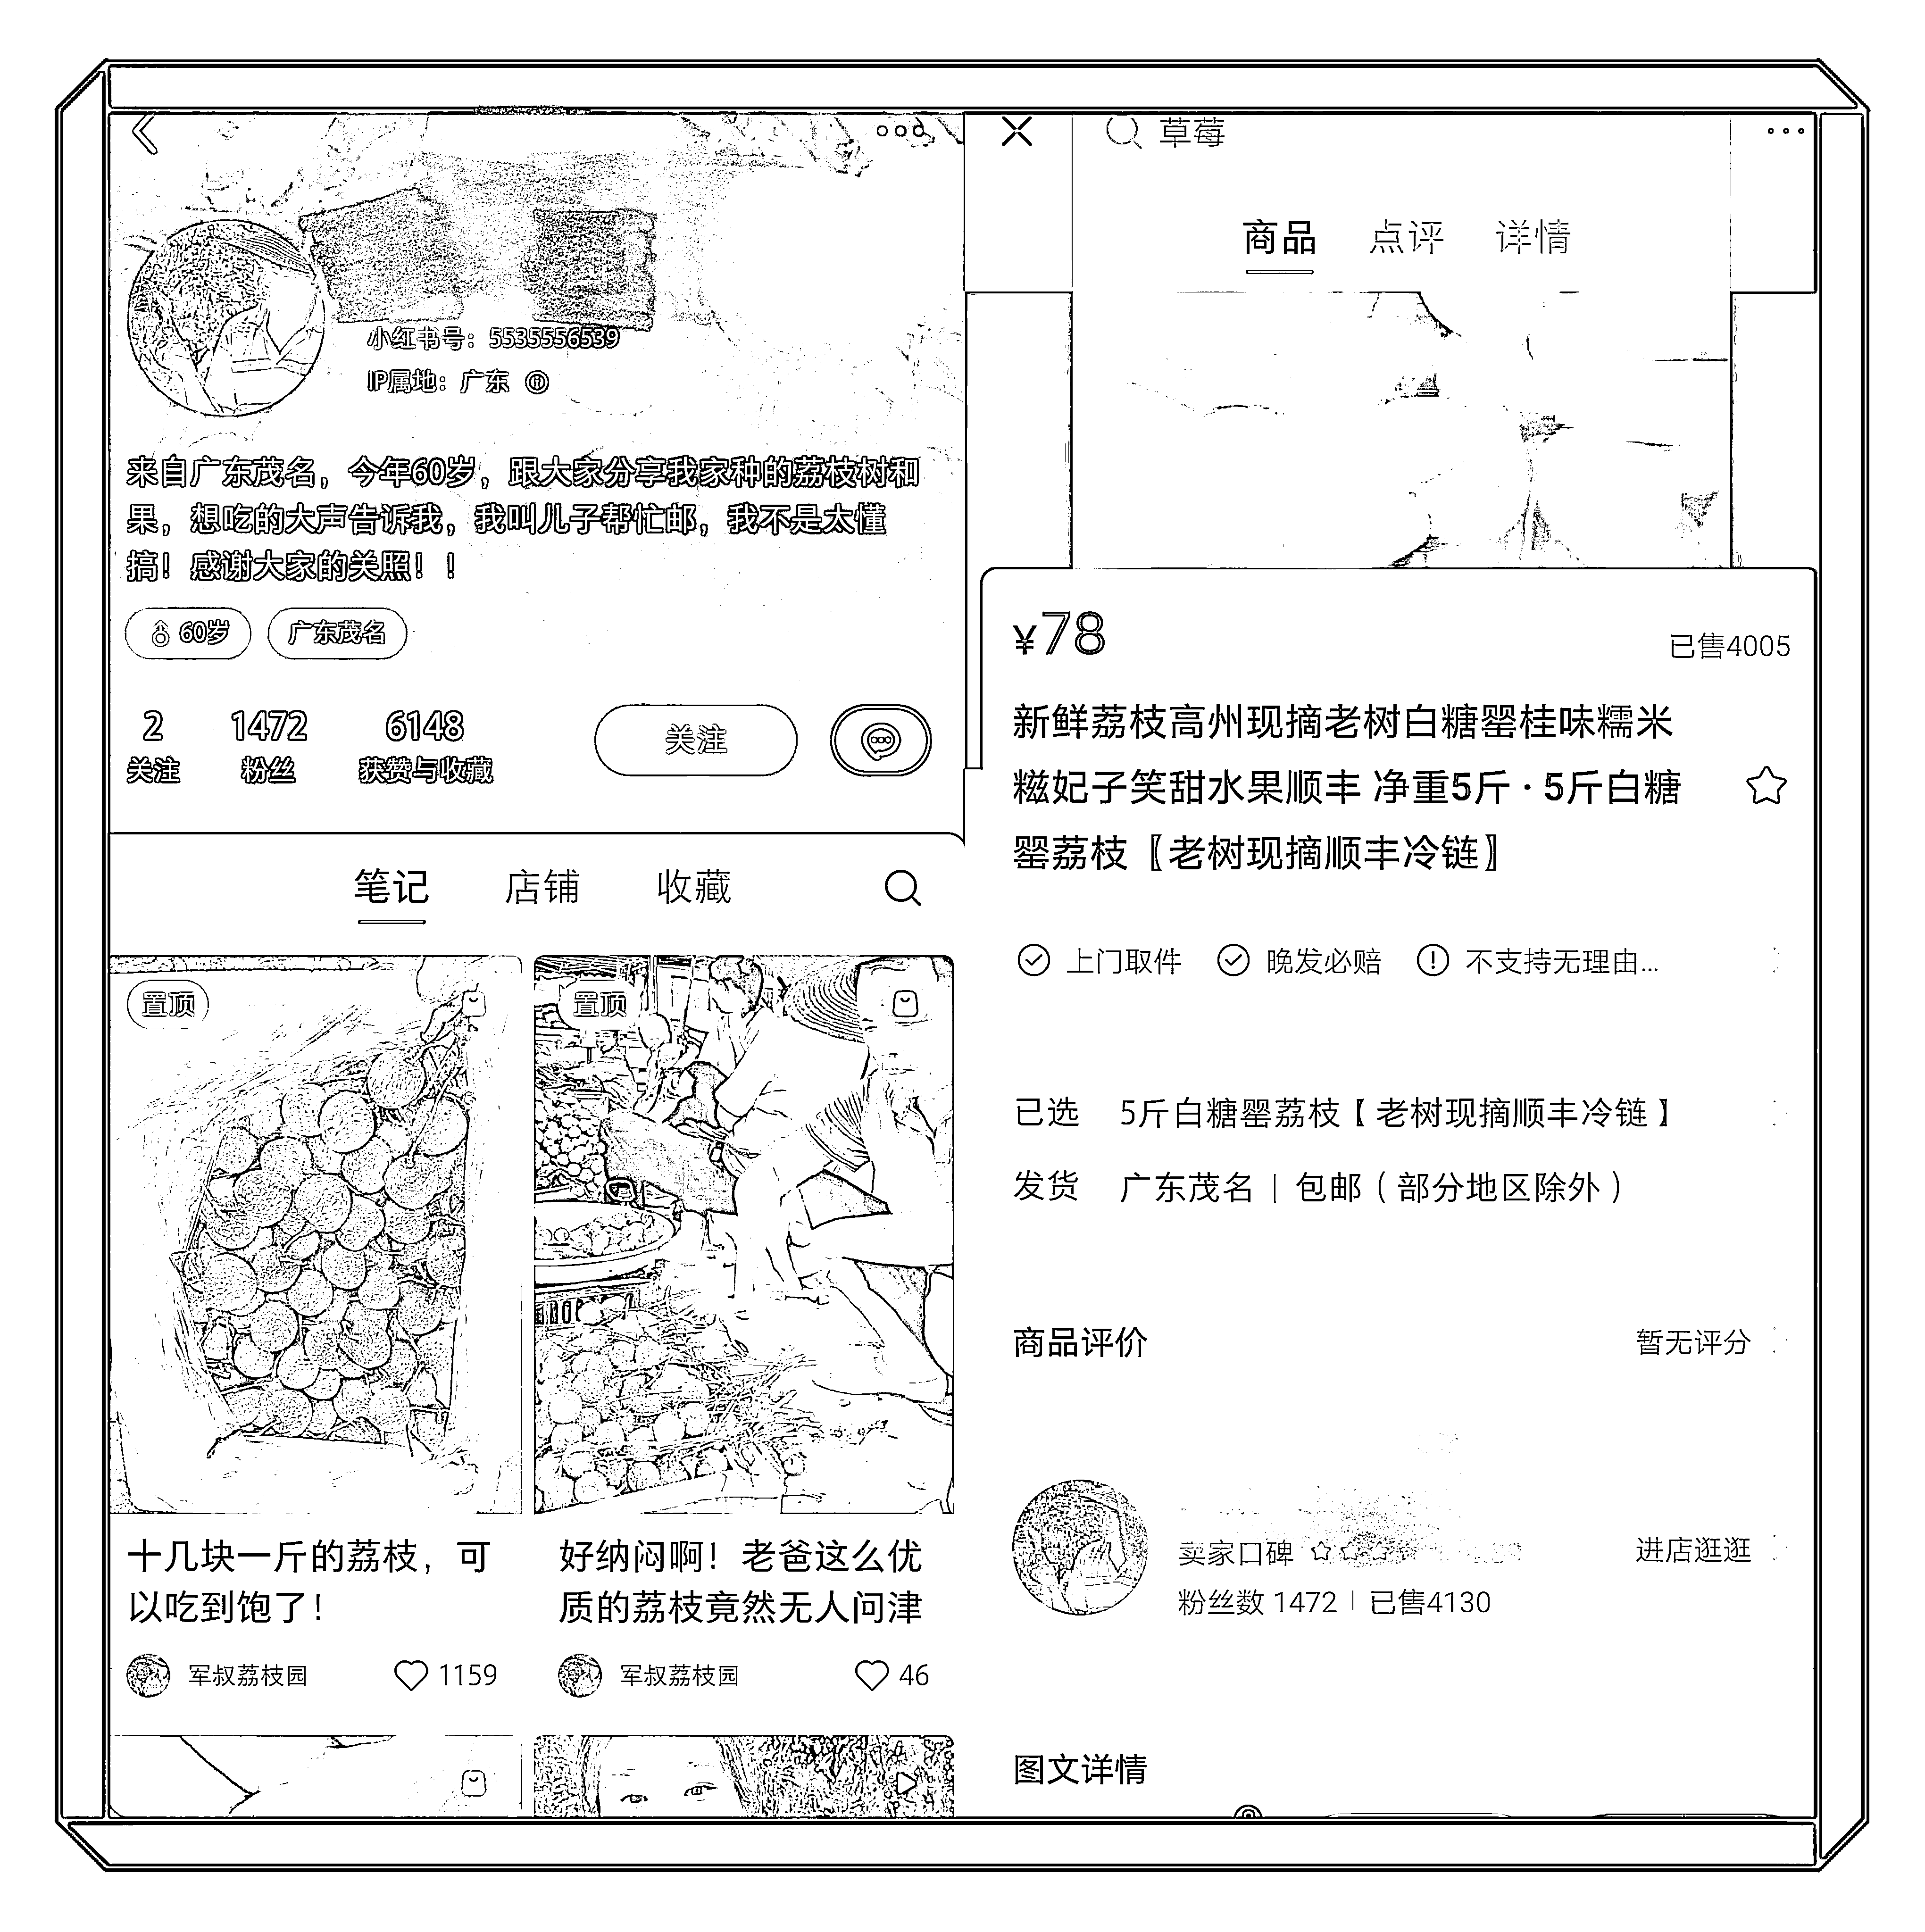 小红书号：5535556539
IP属地：广东
来自广东茂名，今年60岁，跟大家分享我家种的荔枝树和
果，想吃的大声告诉我，我叫儿子帮忙邮，我不是太懂
搞！感谢大家的关照！！
60岁
广东茂名
2
关注
1472
粉丝
6148
获赞与收藏
关注
笔记
店铺
收藏
置顶
十几块一斤的荔枝，可
以吃到饱了！
军叔荔枝园
1159
置顶
好纳闷啊！老爸这么优
质的荔枝竟然无人问津
军叔荔枝园
46
草莓
商品
点评
详情
¥78
已售4005
新鲜荔枝高州现摘老树白糖罂桂味糯米
糍妃子笑甜水果顺丰 净重5斤·5斤白糖
罂荔枝〖老树现摘顺丰冷链〗
上门取件
晚发必赔
不支持无理由...
已选 5斤白糖罂荔枝【老树现摘顺丰冷链】
发货 广东茂名｜包邮（部分地区除外）
商品评价
暂无评分
卖家口碑
粉丝数 1472｜已售4130
进店逛逛
图文详情